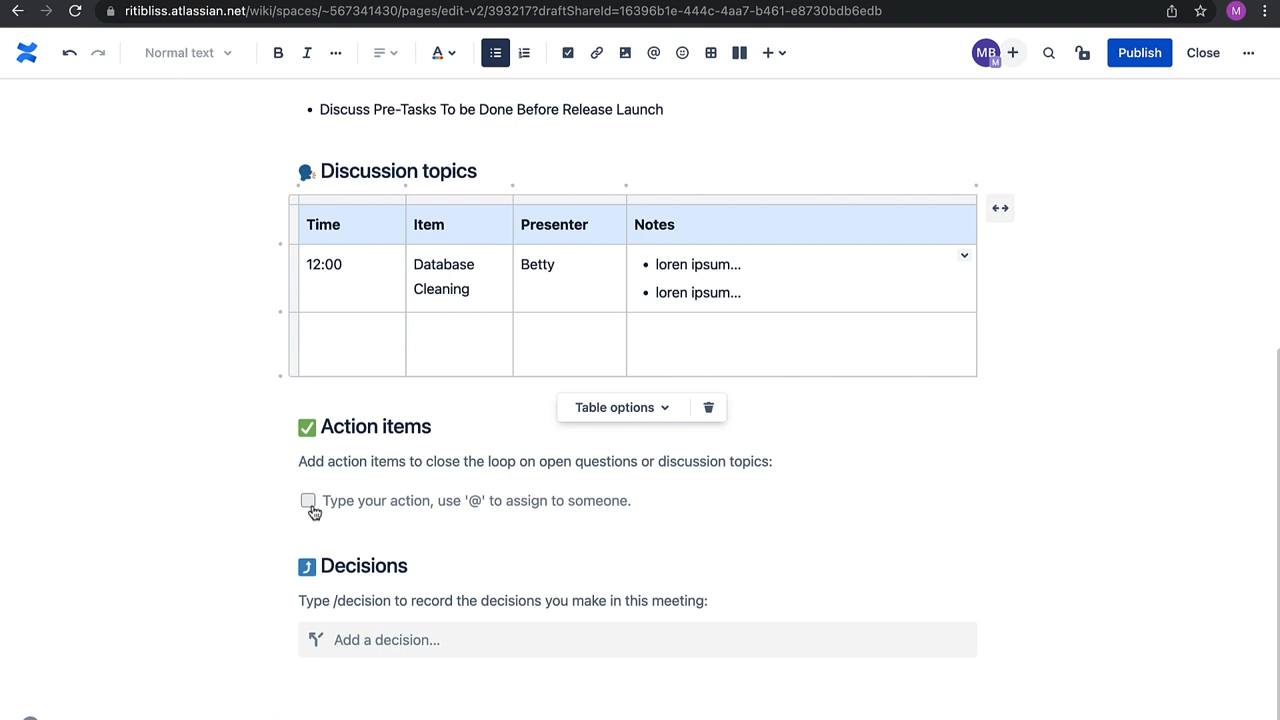 ritibliss.atlassian.net/wiki/spaces/~567341430/pages/edit-v2/393217?draftShareId=16396b1e-444c-4aa7-b461-e8730bdb6edb
M
Normal text
B
I
A
@
MB
M
Publish
Close
• Discuss Pre-Tasks To be Done Before Release Launch
Discussion topics
Time Item Presenter Notes
12:00 Database Betty • loren ipsum...
Cleaning • loren ipsum...
Table options
Action items
Add action items to close the loop on open questions or discussion topics:
Type your action, use '@' to assign to someone.
Decisions
Type /decision to record the decisions you make in this meeting:
Add a decision...